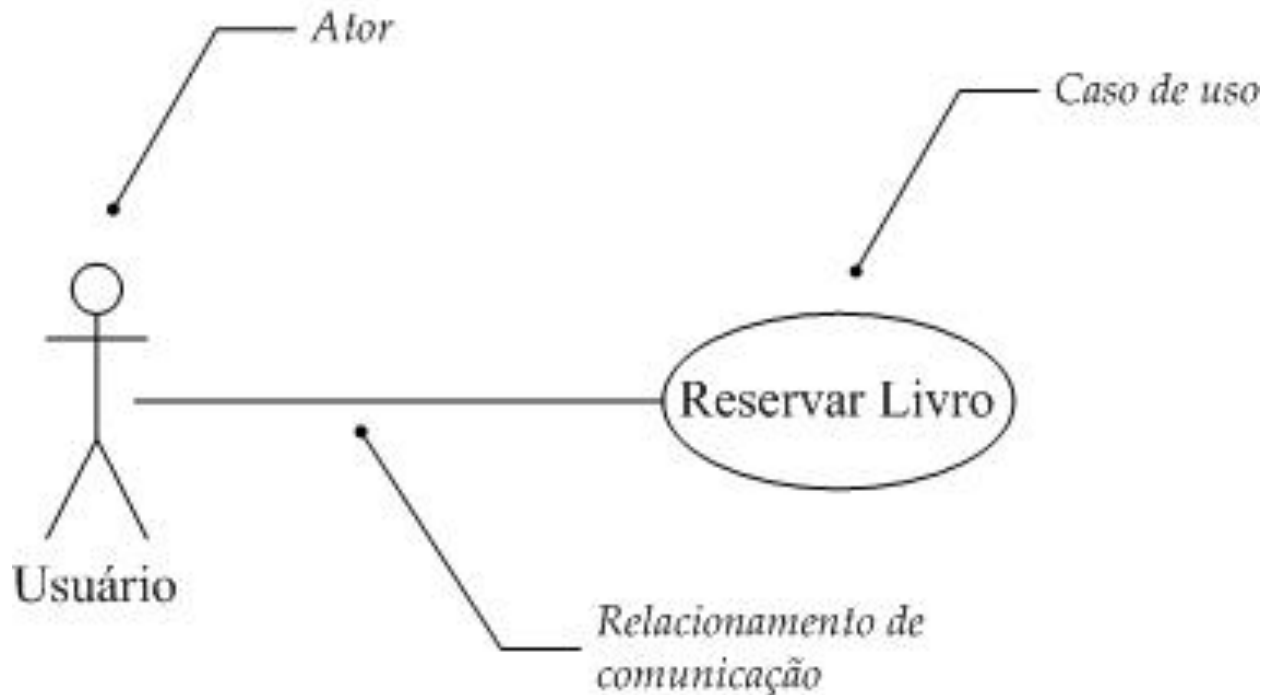 Ator
Caso de uso
Reservar Livro
Usuário
Relacionamento de
comunicação